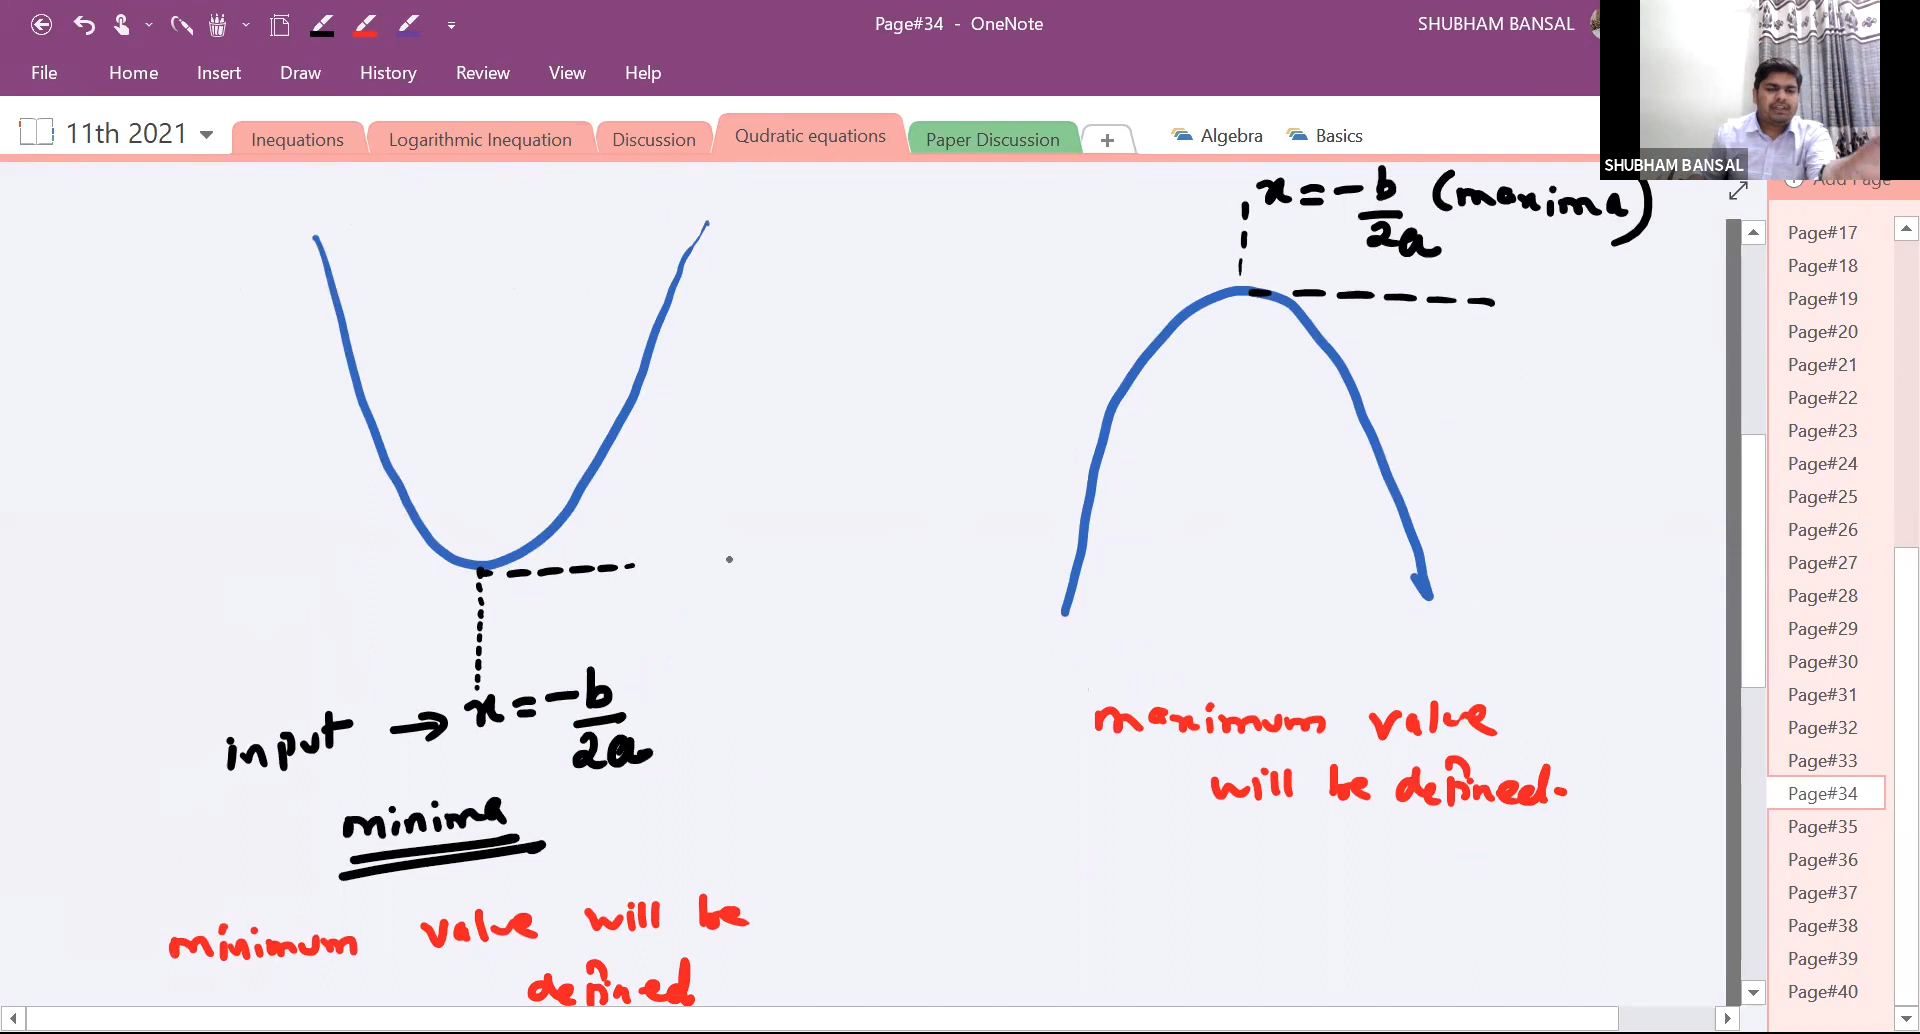 Page#34 - OneNote
SHUBHAM BANSAL
File Home Insert Draw History Review View Help
11th 2021
Inequations
Logarithmic Inequation
Discussion
Qudratic equations
Paper Discussion
+
Algebra
Basics
SHUBHAM BANSAL
Add Page
x = -b/2a (maxima)
input → x = -b/2a
minima
minimum value will be
defined
maximum value
will be defined.
Page#17
Page#18
Page#19
Page#20
Page#21
Page#22
Page#23
Page#24
Page#25
Page#26
Page#27
Page#28
Page#29
Page#30
Page#31
Page#32
Page#33
Page#34
Page#35
Page#36
Page#37
Page#38
Page#39
Page#40